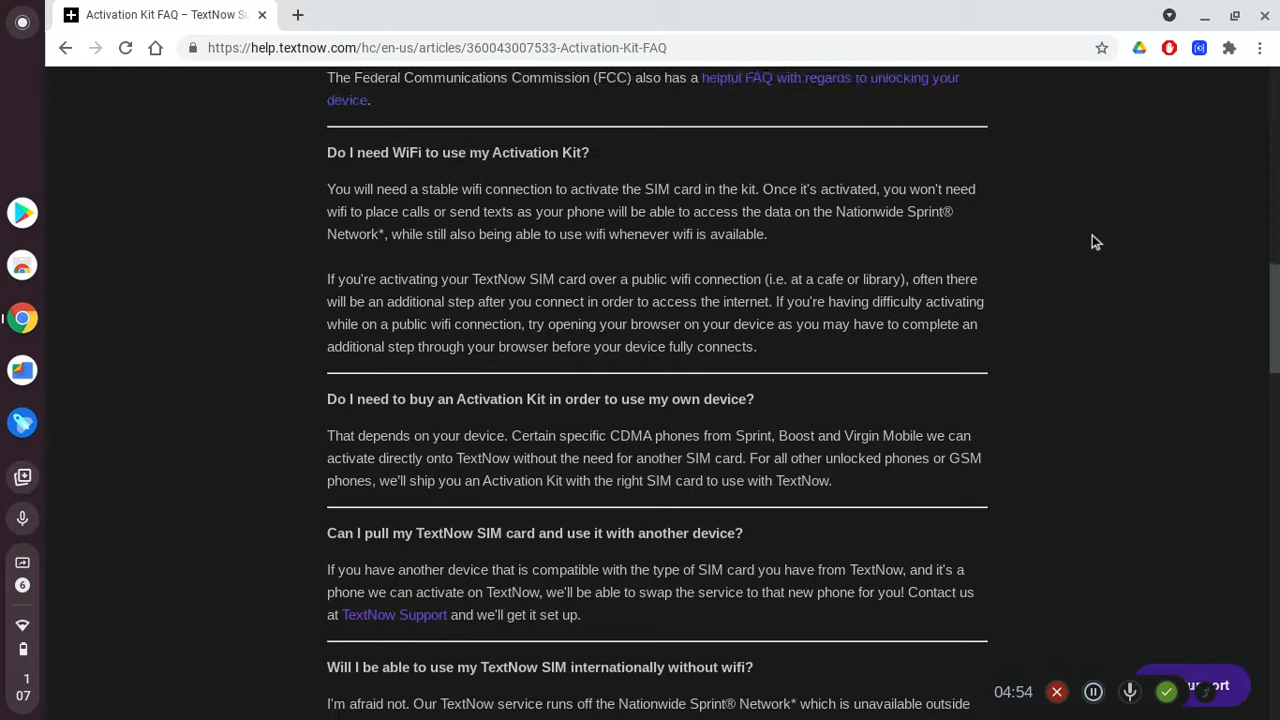 Activation Kit FAQ – TextNow Su
https://help.textnow.com/hc/en-us/articles/360043007533-Activation-Kit-FAQ
The Federal Communications Commission (FCC) also has a helpful FAQ with regards to unlocking your
device.
Do I need WiFi to use my Activation Kit?
You will need a stable wifi connection to activate the SIM card in the kit. Once it's activated, you won't need
wifi to place calls or send texts as your phone will be able to access the data on the Nationwide Sprint®
Network*, while still also being able to use wifi whenever wifi is available.
If you're activating your TextNow SIM card over a public wifi connection (i.e. at a cafe or library), often there
will be an additional step after you connect in order to access the internet. If you're having difficulty activating
while on a public wifi connection, try opening your browser on your device as you may have to complete an
additional step through your browser before your device fully connects.
Do I need to buy an Activation Kit in order to use my own device?
That depends on your device. Certain specific CDMA phones from Sprint, Boost and Virgin Mobile we can
activate directly onto TextNow without the need for another SIM card. For all other unlocked phones or GSM
phones, we'll ship you an Activation Kit with the right SIM card to use with TextNow.
Can I pull my TextNow SIM card and use it with another device?
If you have another device that is compatible with the type of SIM card you have from TextNow, and it's a
phone we can activate on TextNow, we'll be able to swap the service to that new phone for you! Contact us
at TextNow Support and we'll get it set up.
Will I be able to use my TextNow SIM internationally without wifi?
I'm afraid not. Our TextNow service runs off the Nationwide Sprint® Network* which is unavailable outside
6
1
07
04:54